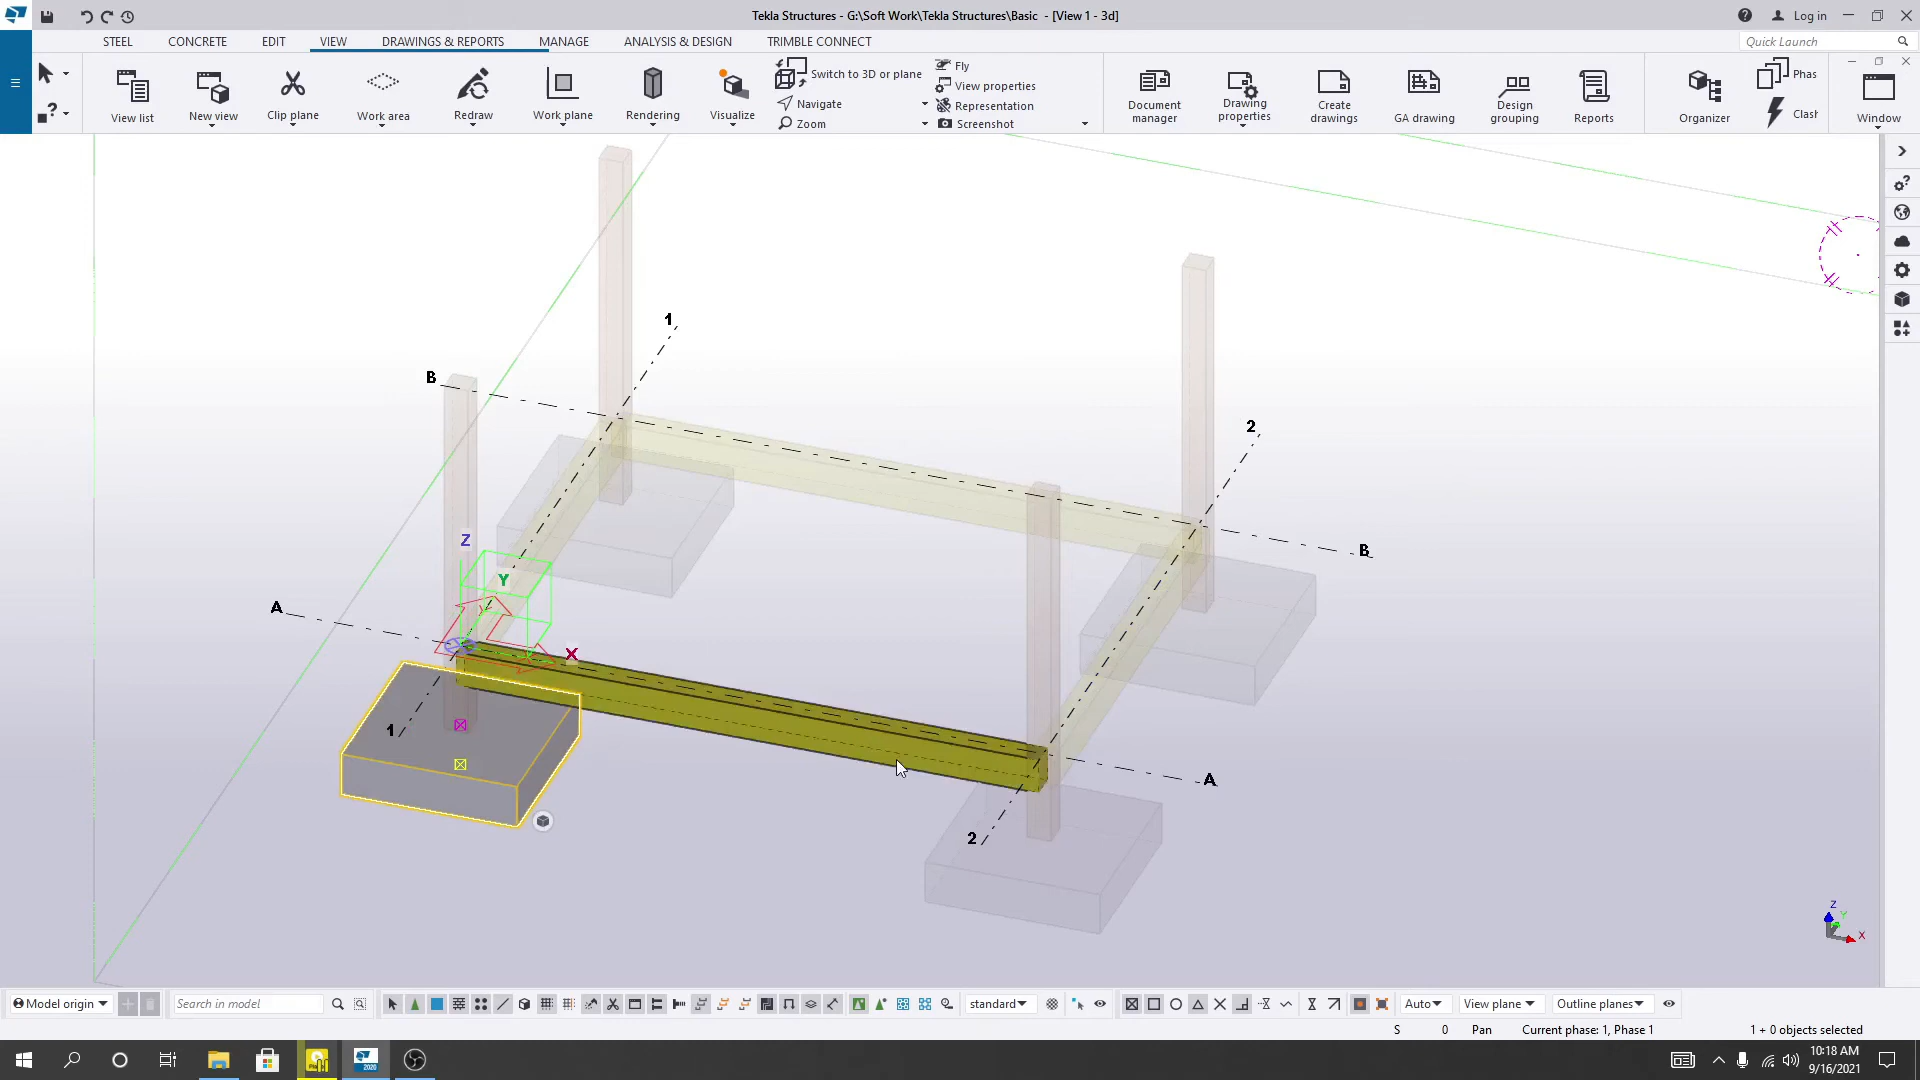 Tekla Structures - G:\Soft Work\Tekla Structures\Basic - [View 1 - 3d]
Log in
STEEL CONCRETE EDIT VIEW DRAWINGS & REPORTS MANAGE ANALYSIS & DESIGN TRIMBLE CONNECT
Quick Launch
View list
New view
Clip plane
Work area
Redraw
Work plane
Rendering
Visualize
Switch to 3D or plane
Navigate
Zoom
Fly
View properties
Representation
Screenshot
Document manager
Drawing properties
Create drawings
GA drawing
Design grouping
Reports
Organizer
Phas
Clash
Window
1
B
2
Z
B
Y
A
X
1
A
2
Z
Y
X
Model origin
Search in model
standard
Auto
View plane
Outline planes
S 0 Pan Current phase: 1, Phase 1 1 + 0 objects selected
2020
10:18 AM
9/16/2021